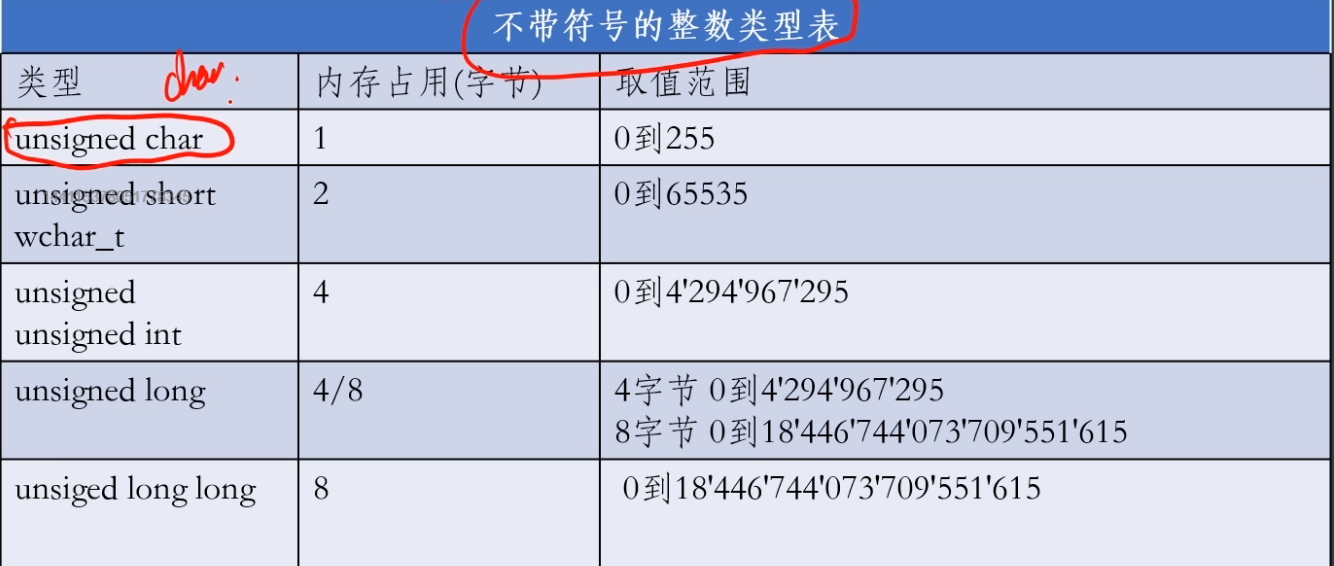 不带符号的整数类型表
类型 char. 内存占用(字节) 取值范围
unsigned char 1 0到255
unsigned short 2 0到65535
wchar_t
unsigned 4 0到4'294'967'295
unsigned int
unsigned long 4/8 4字节 0到4'294'967'295
8字节 0到18'446'744'073'709'551'615
unsiged long long 8 0到18'446'744'073'709'551'615